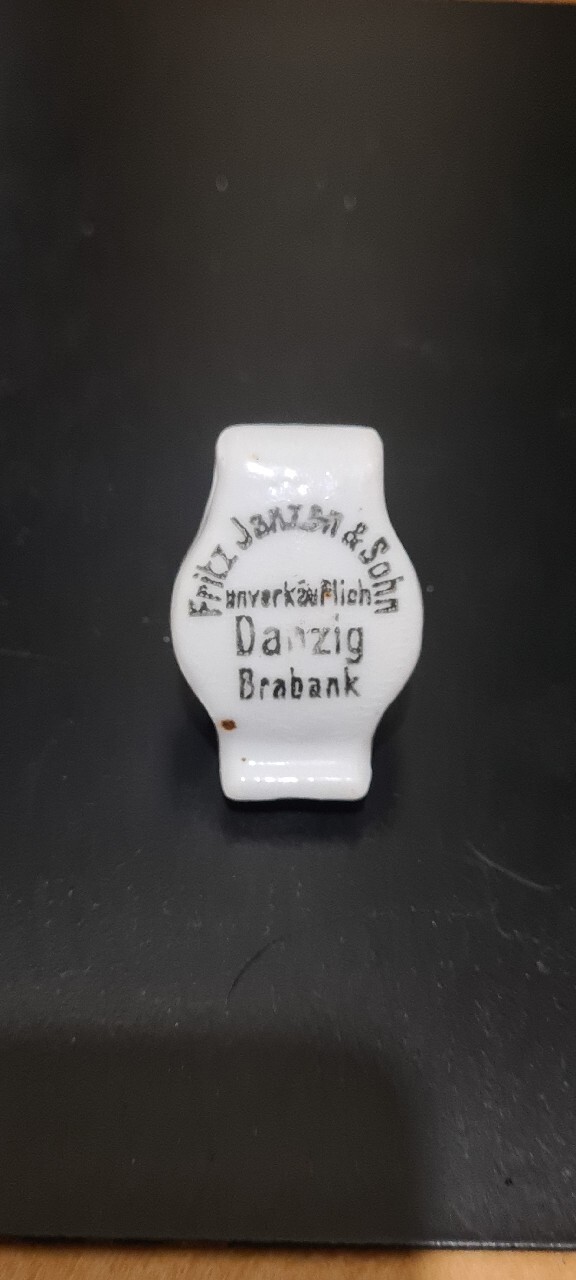 Fritz Janzen & Sohn
unverkäuflich
Danzig
Brabank